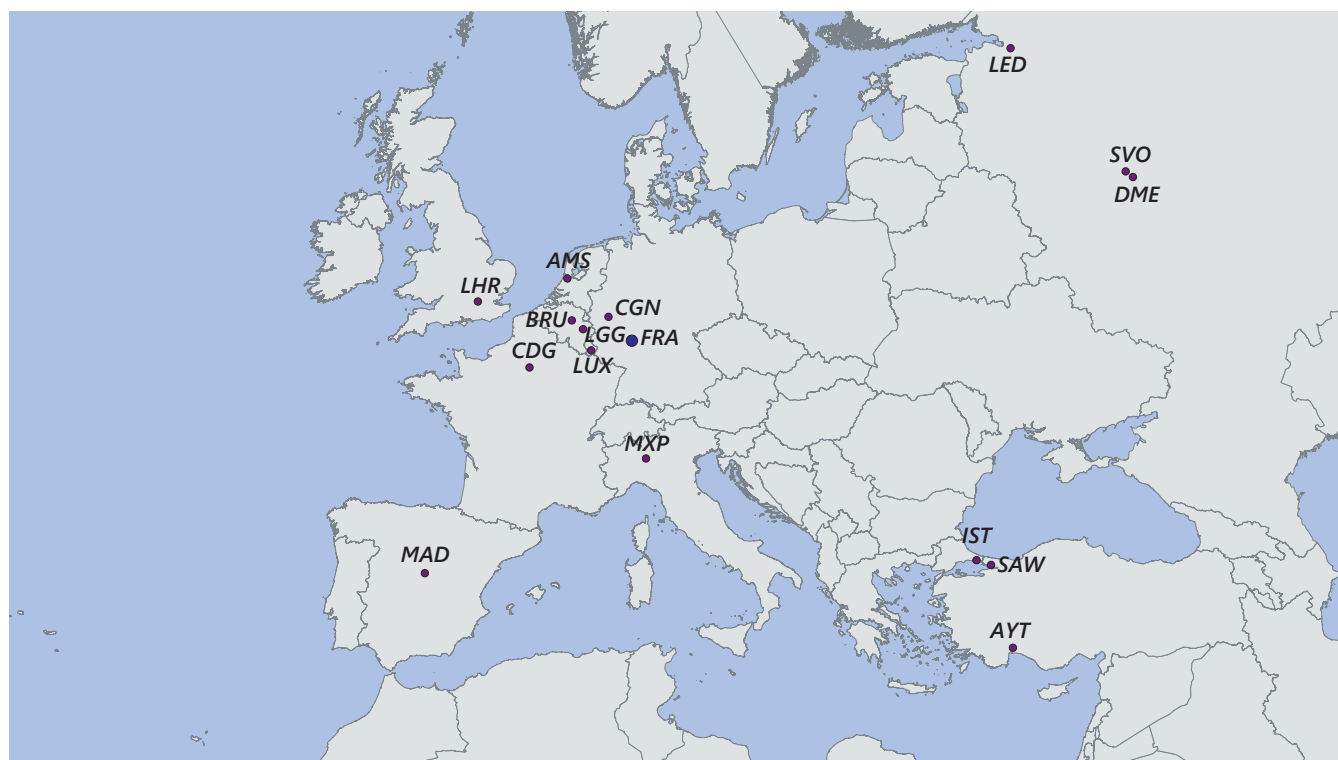 LED
SVO
DME
AMS
LHR
CGN
BRU
LGG
FRA
CDG
LUX
MXP
IST
MAD
SAW
AYT